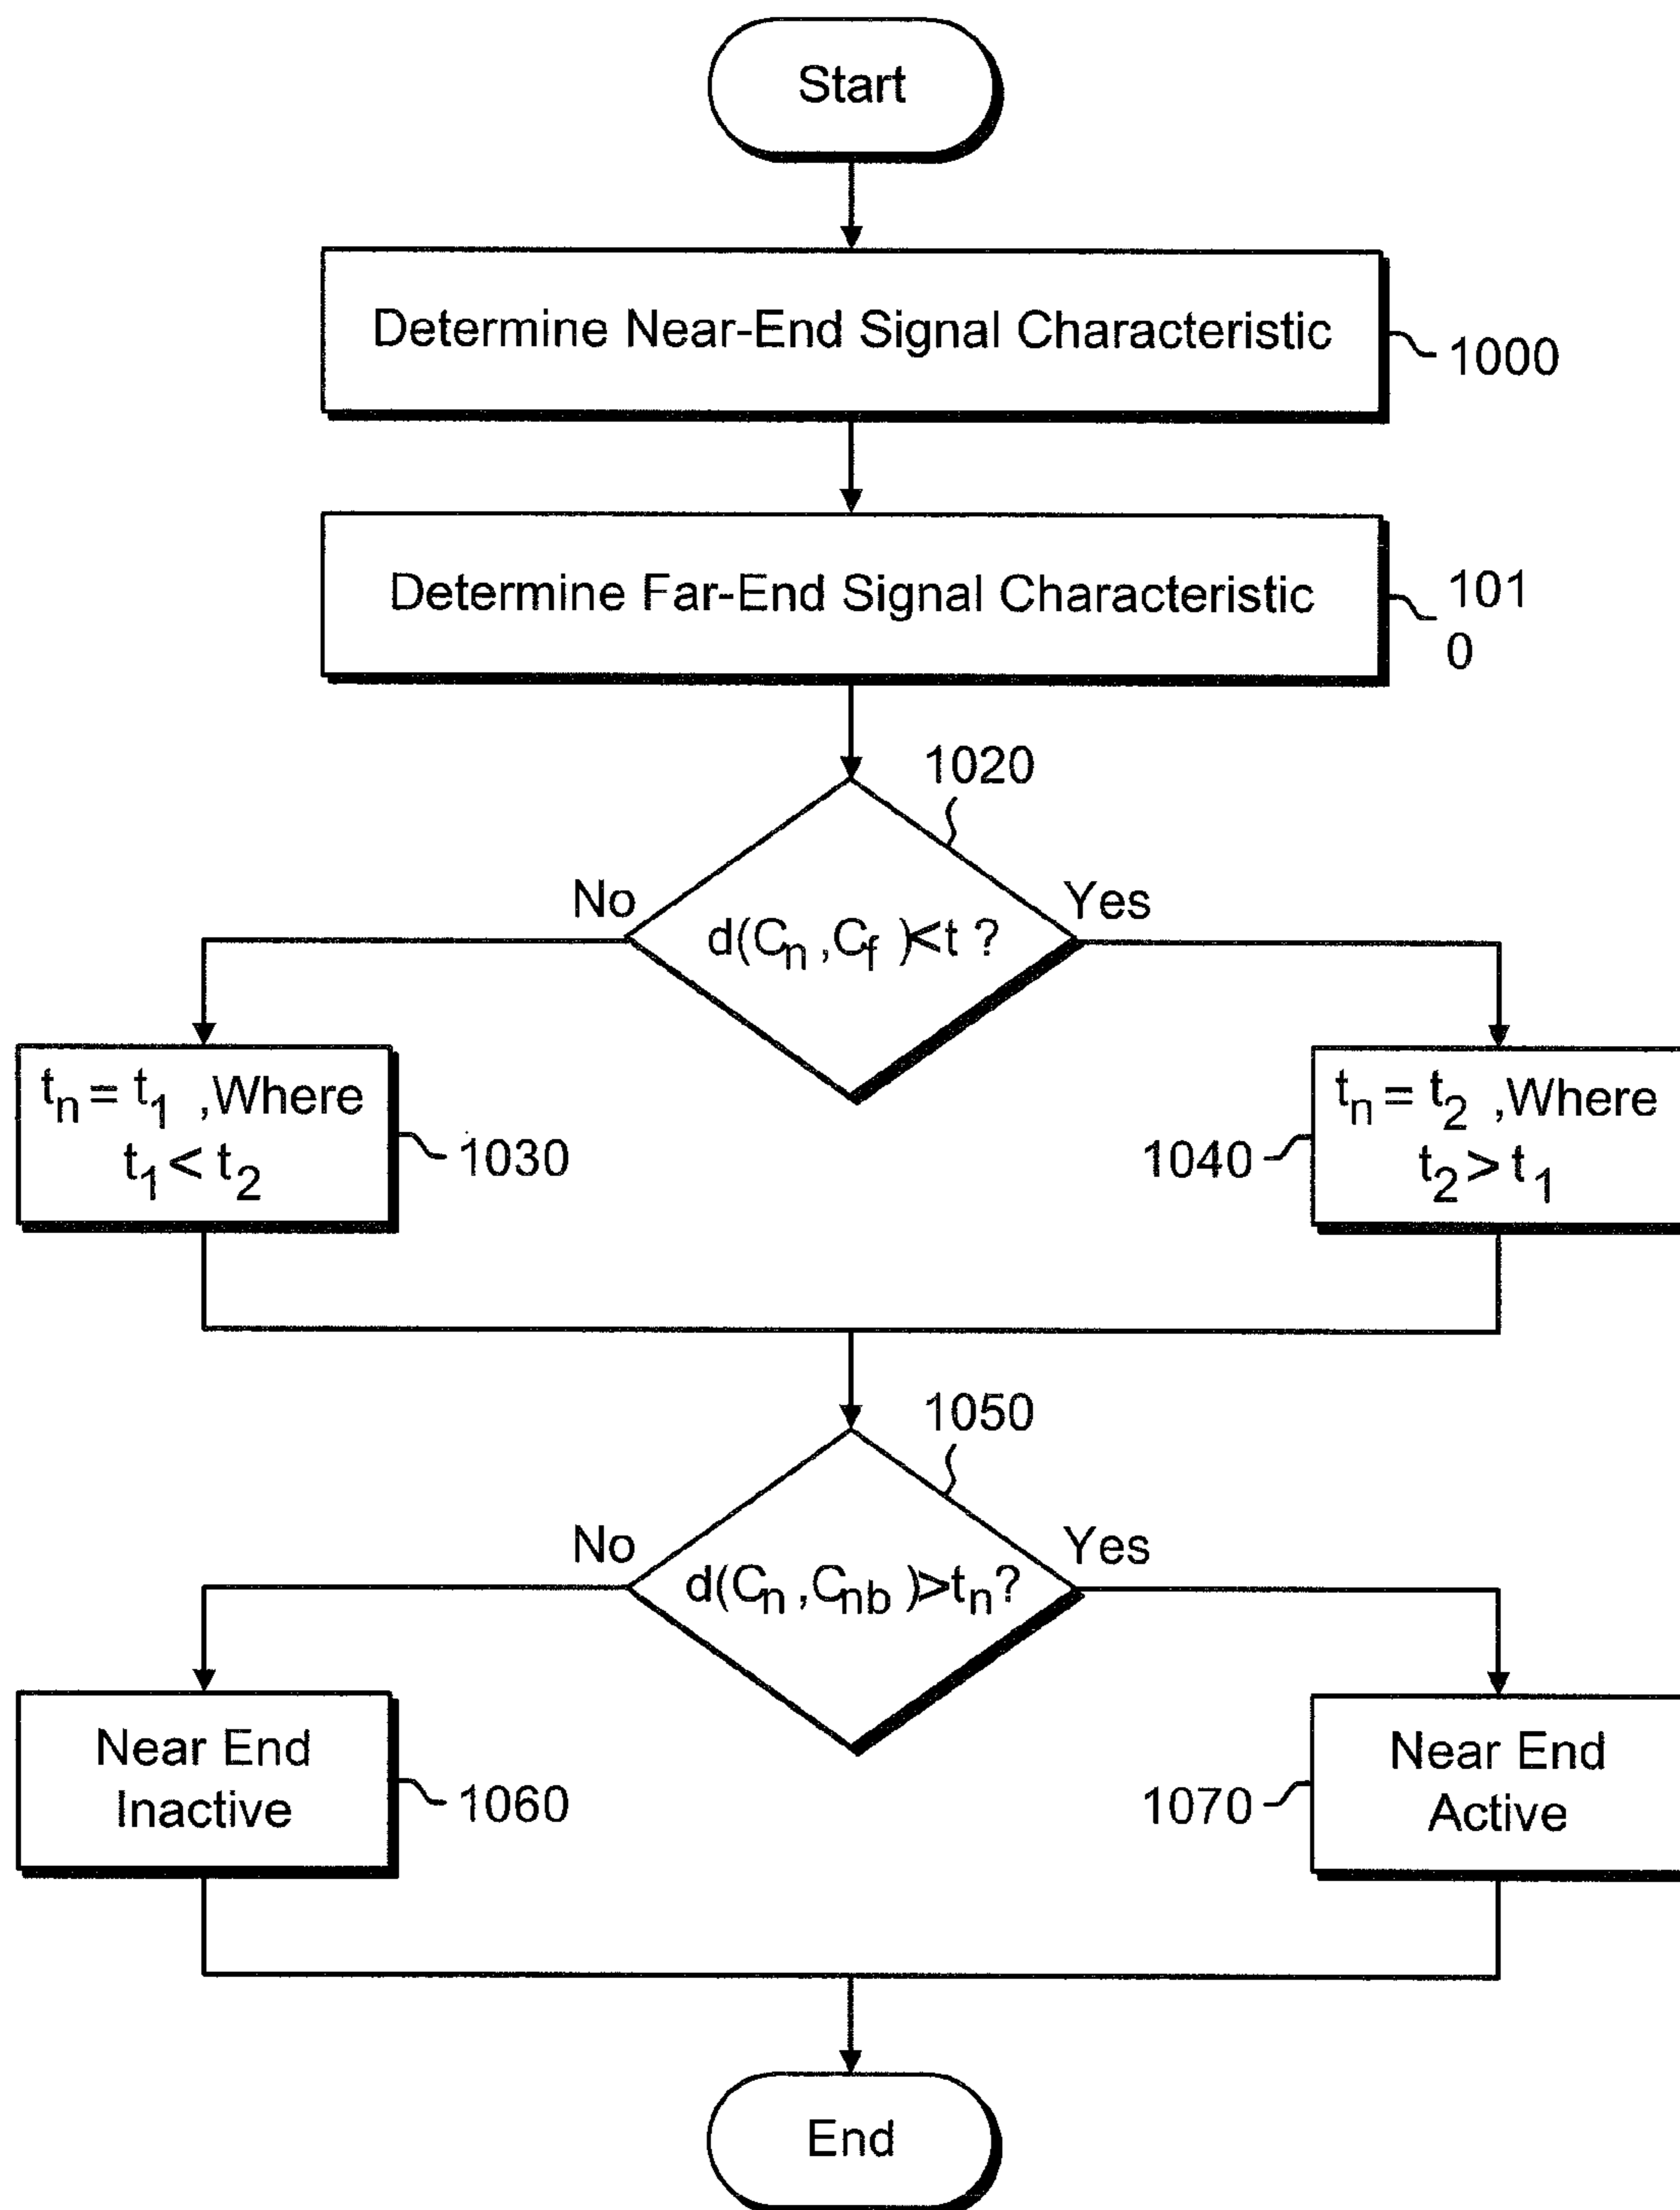 Start
Determine Near-End Signal Characteristic
1000
Determine Far-End Signal Characteristic
101
0
1020
No
Yes
d(Cn ,Cf )<t ?
tn = t1 ,Where
t1 < t2
1030
1040
tn = t2 ,Where
t2 > t1
1050
No
Yes
d(Cn ,Cnb )>tn?
Near End
Inactive
1060
1070
Near End
Active
End